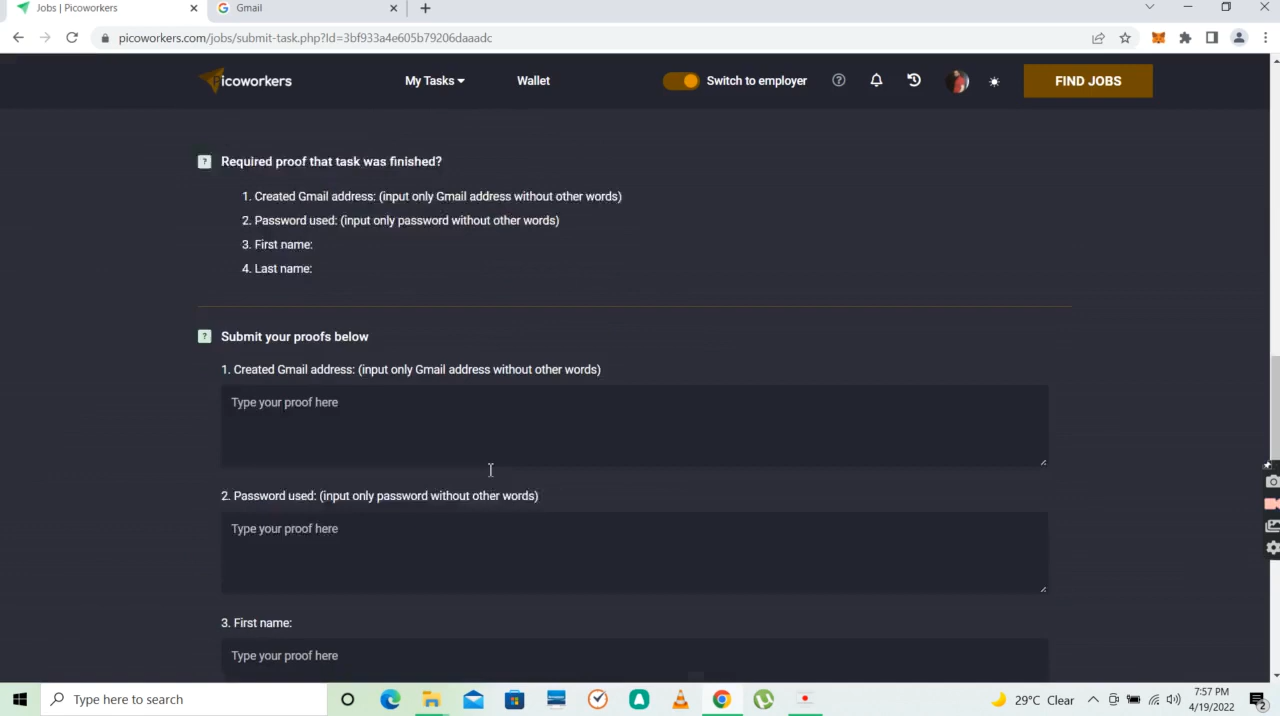 Jobs | Picoworkers
Gmail
picoworkers.com/jobs/submit-task.php?Id=3bf933a4e605b79206daaadc
Picoworkers
My Tasks
Wallet
Switch to employer
FIND JOBS
Required proof that task was finished?
1. Created Gmail address: (input only Gmail address without other words)
2. Password used: (input only password without other words)
3. First name:
4. Last name:
Submit your proofs below
1. Created Gmail address: (input only Gmail address without other words)
Type your proof here
2. Password used: (input only password without other words)
Type your proof here
3. First name:
Type your proof here
Type here to search
29°C Clear
7:57 PM
4/19/2022
2